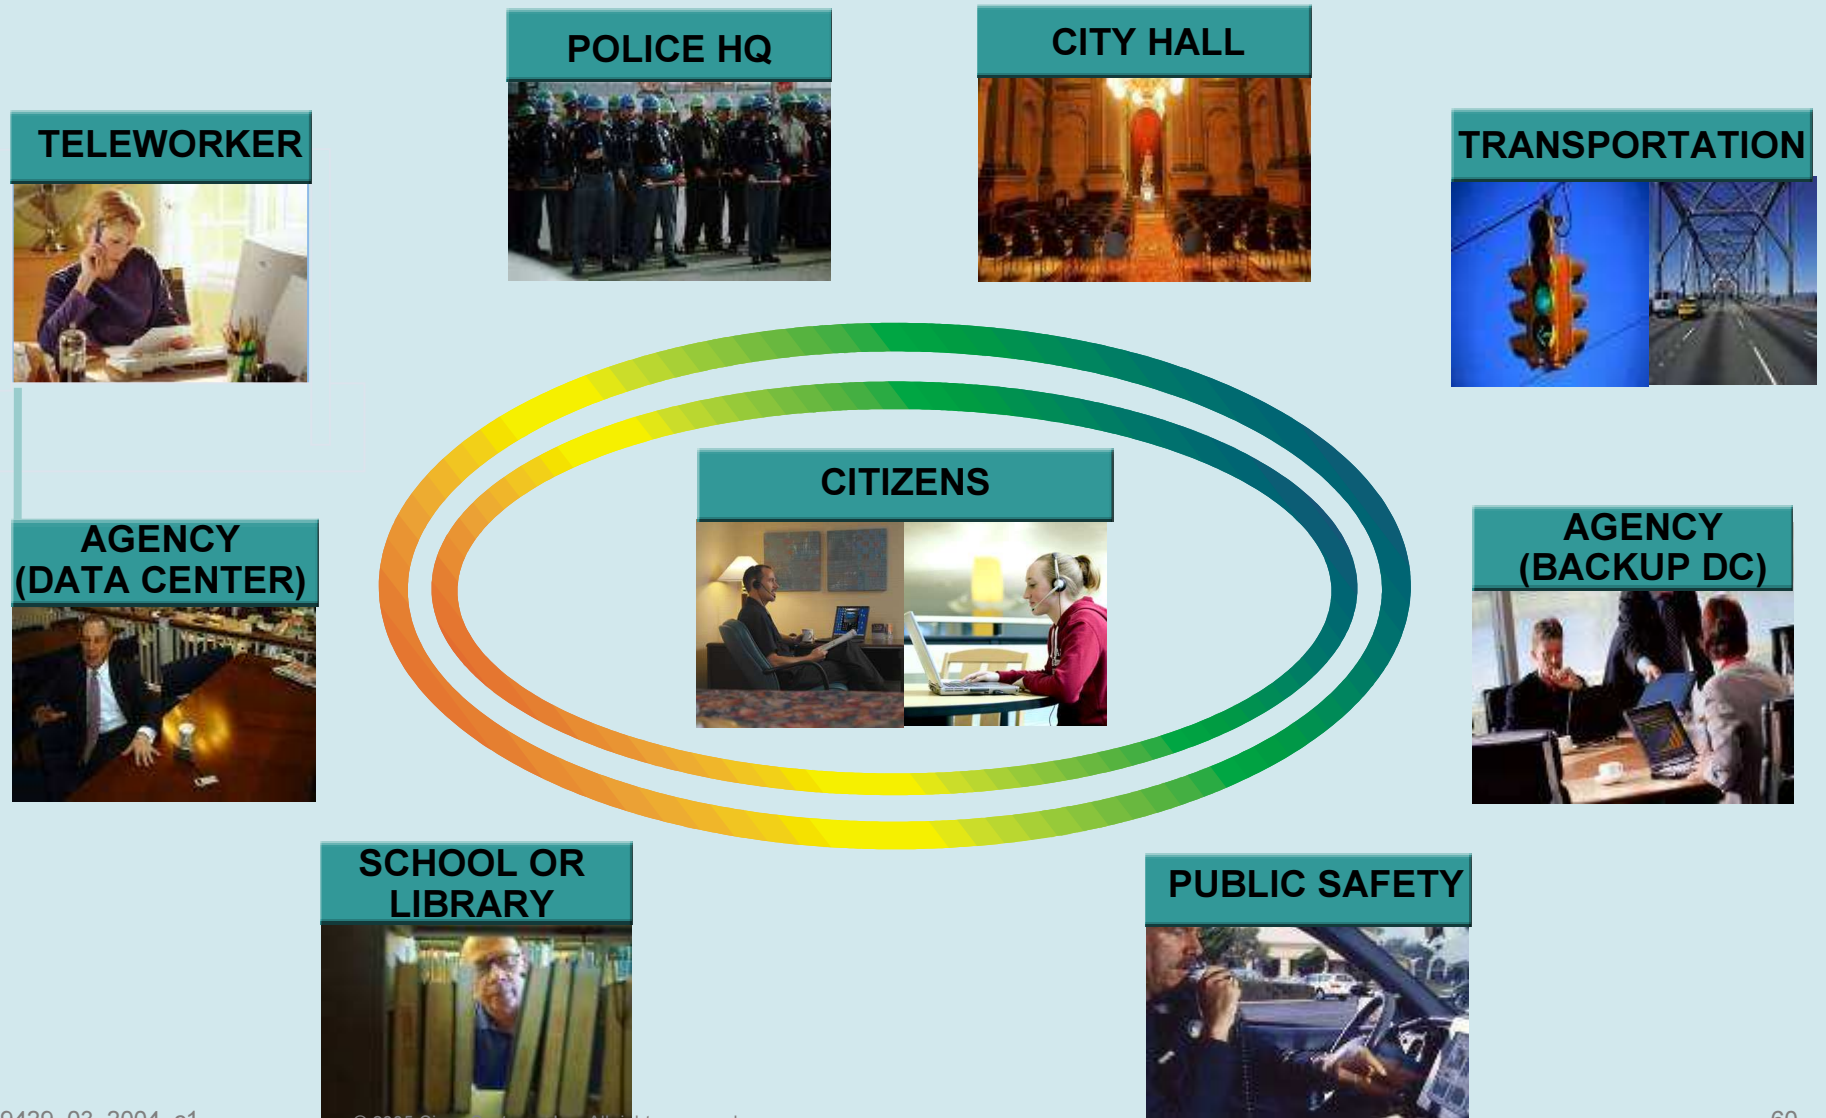 POLICE HQ
CITY HALL
TELEWORKER
TRANSPORTATION
CITIZENS
AGENCY
(DATA CENTER)
AGENCY
(BACKUP DC)
SCHOOL OR
LIBRARY
PUBLIC SAFETY